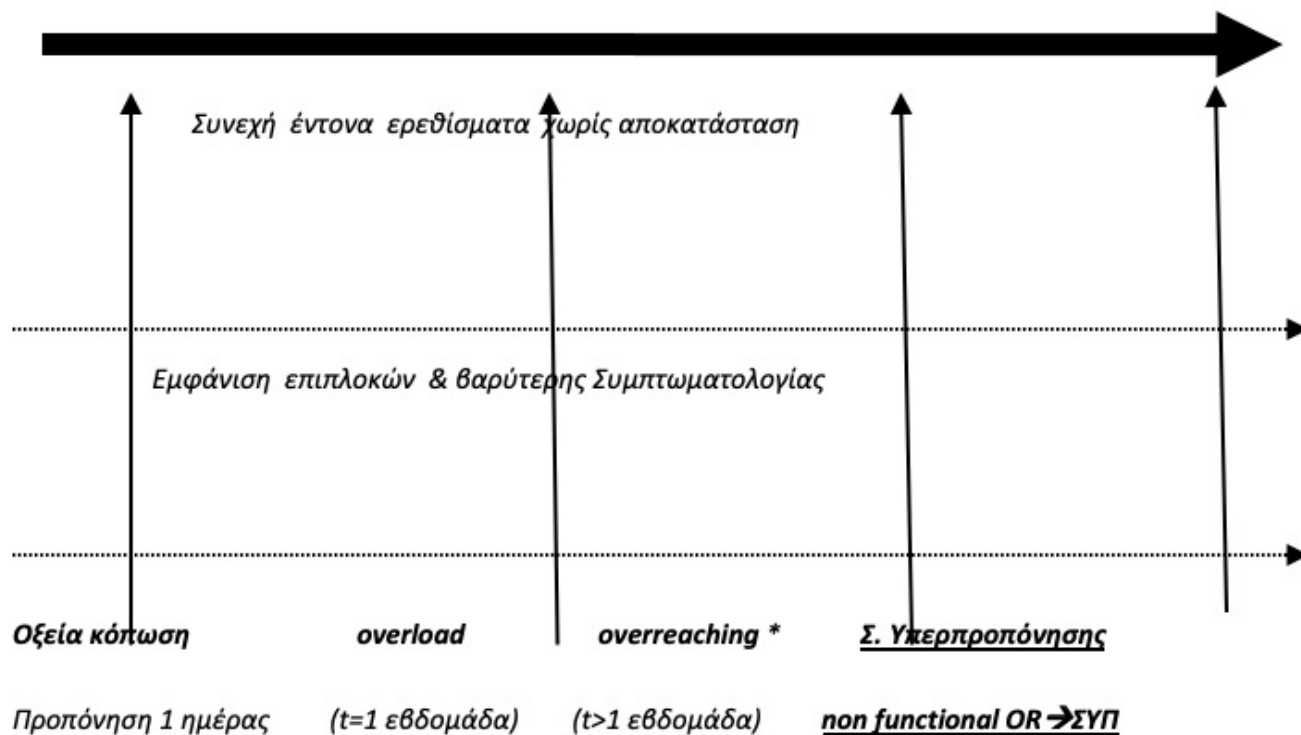 Συνεχή έντονα ερεθίσματα χωρίς αποκατάσταση
Εμφάνιση επιπλοκών & βαρύτερης Συμπτωματολογίας
Οξεία κόπωση overload overreaching * Σ. Υπερπροπόνησης
Προπόνηση 1 ημέρας (t=1 εβδομάδα) (t>1 εβδομάδα) non functional OR→ΣΥΠ